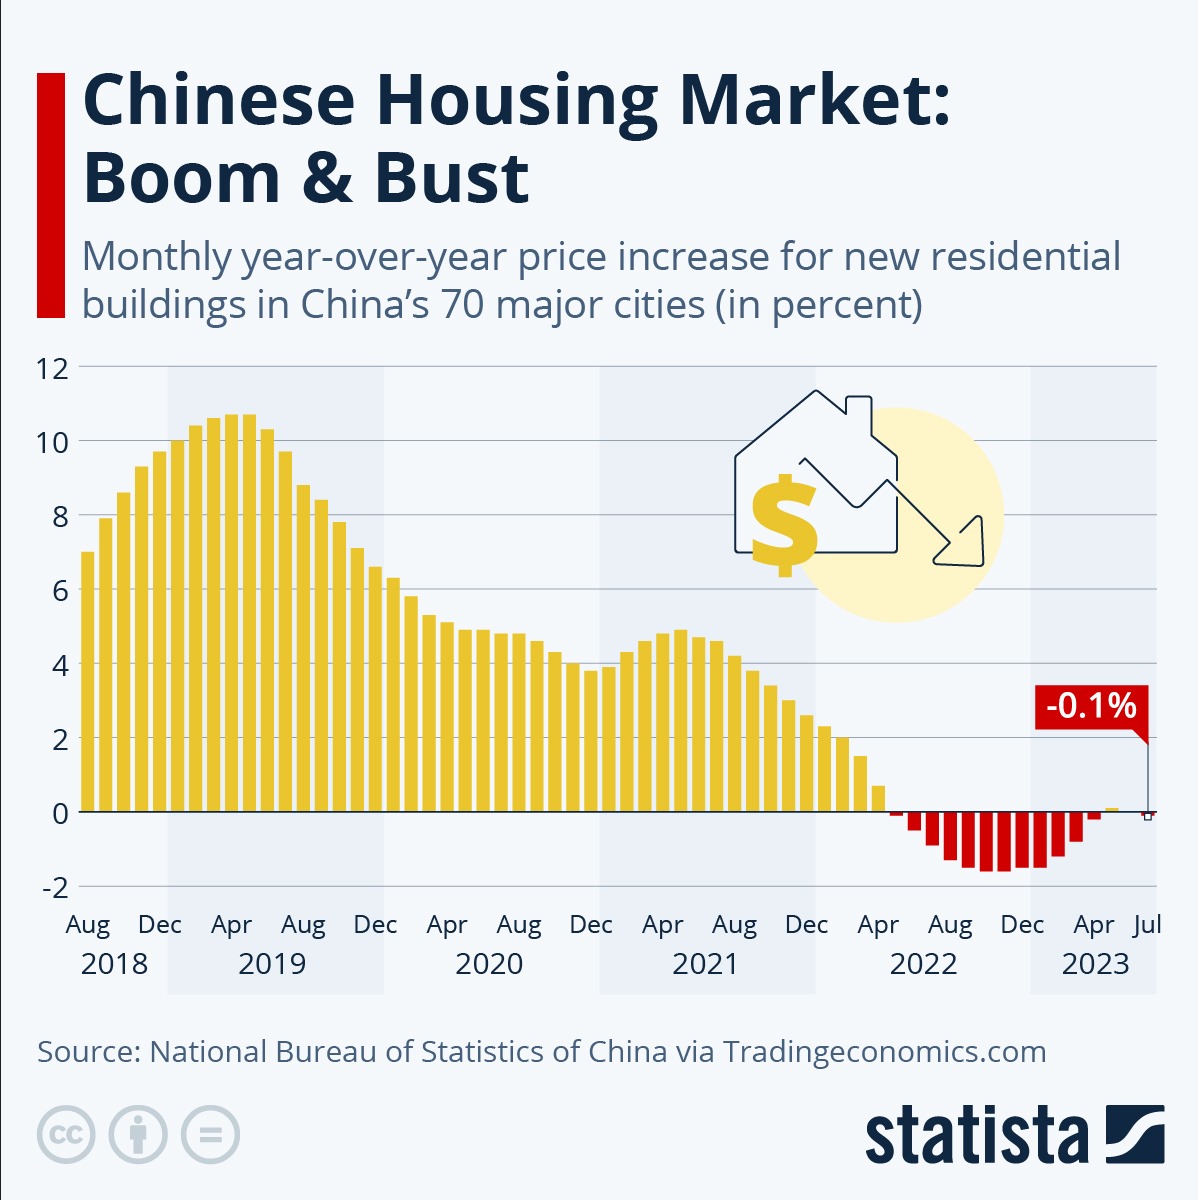 Chinese Housing Market:
Boom & Bust
Monthly year-over-year price increase for new residential
buildings in China’s 70 major cities (in percent)
12
10
8
6
4
2
0
-2
$
-0.1%
Aug Dec Apr Aug Dec Apr Aug Dec Apr Aug Dec Apr Aug Dec Apr Jul
2018 2019 2020 2021 2022 2023
Source: National Bureau of Statistics of China via Tradingeconomics.com
cc =
statista